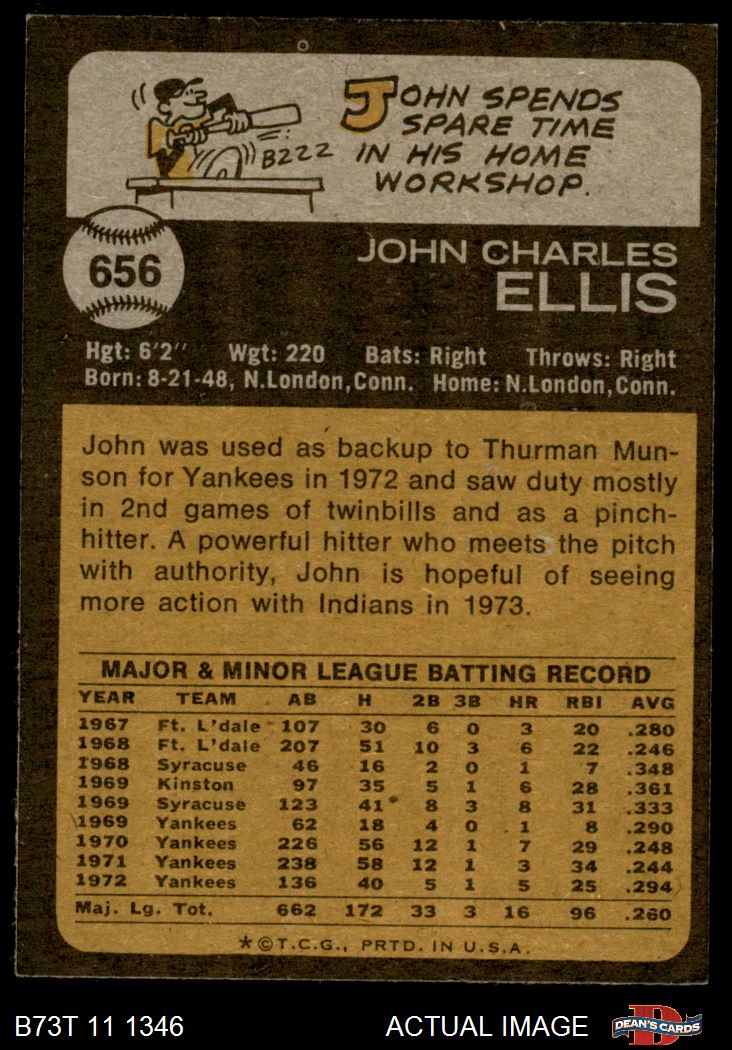 JOHN SPENDS
SPARE TIME
IN HIS HOME
WORKSHOP.
BZZZ
656
JOHN CHARLES
ELLIS
Hgt: 6'2" Wgt: 220 Bats: Right Throws: Right
Born: 8-21-48, N.London,Conn. Home: N.London,Conn.
John was used as backup to Thurman Mun-
son for Yankees in 1972 and saw duty mostly
in 2nd games of twinbills and as a pinch-
hitter. A powerful hitter who meets the pitch
with authority, John is hopeful of seeing
more action with Indians in 1973.
MAJOR & MINOR LEAGUE BATTING RECORD
YEAR TEAM AB H 2B 3B HR RBI AVG
1967 Ft. L'dale 107 30 6 0 3 20 .280
1968 Ft. L'dale 207 51 10 3 6 22 .246
1968 Syracuse 46 16 2 0 1 7 .348
1969 Kinston 97 35 5 1 6 28 .361
1969 Syracuse 123 41 8 3 8 31 .333
1969 Yankees 62 18 4 0 1 8 .290
1970 Yankees 226 56 12 1 7 29 .248
1971 Yankees 238 58 12 1 3 34 .244
1972 Yankees 136 40 5 1 5 25 .294
Maj. Lg. Tot. 662 172 33 3 16 96 .260
*©T.C.G., PRTD. IN U.S.A.
B73T 11 1346 ACTUAL IMAGE
D
DEAN'S CARDS